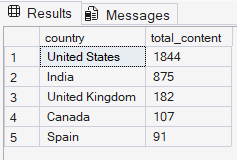 Results Messages
country total_content
1 United States 1844
2 India 875
3 United Kingdom 182
4 Canada 107
5 Spain 91